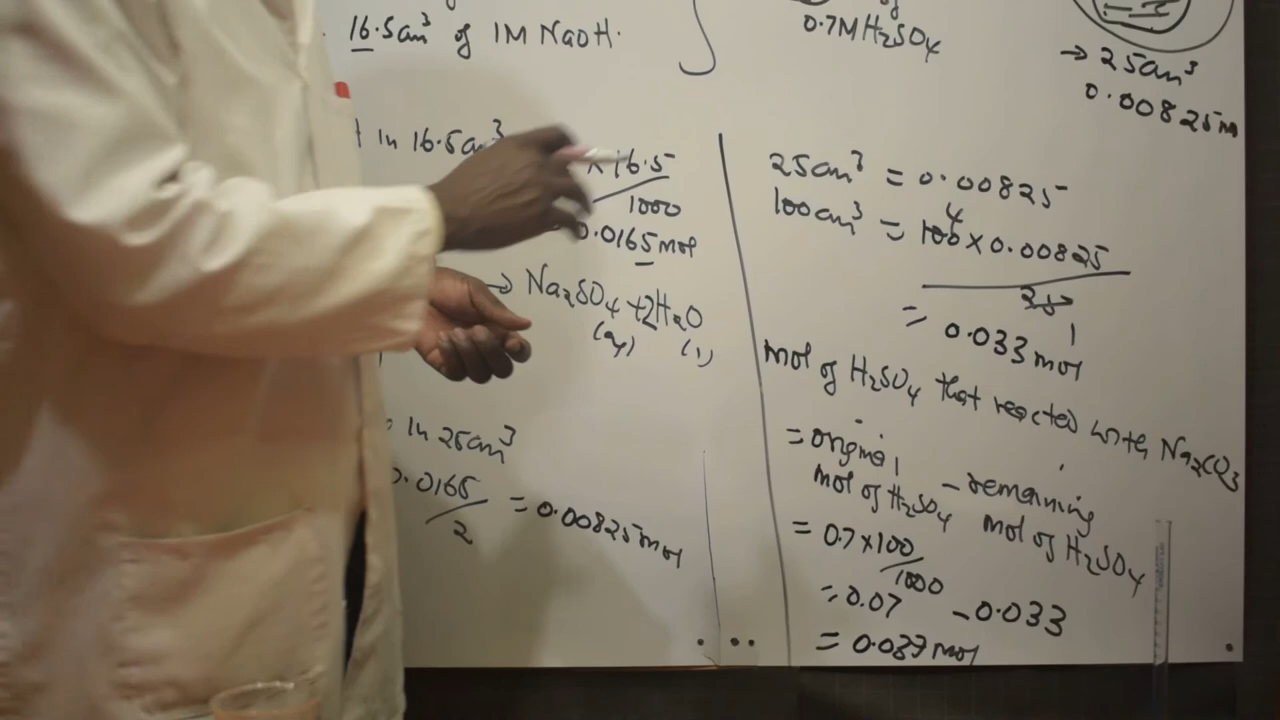 16.5cm³ of 1M NaOH.
of
0.7M H₂SO₄
→ 25cm³
0.00825m
in 16.5cm³
×16.5
1000
0.0165mol
→ Na₂SO₄ + 2H₂O
(aq) (l)
in 25cm³
0.0165
2
= 0.00825mol
25cm³ = 0.00825
100cm³ = 100 × 0.00825
4
25
1
= 0.033mol
mol of H₂SO₄ that reacted with Na₂CO₃
= original mol of H₂SO₄ - remaining mol of H₂SO₄
= 0.7×100
1000
= 0.07 - 0.033
= 0.037mol